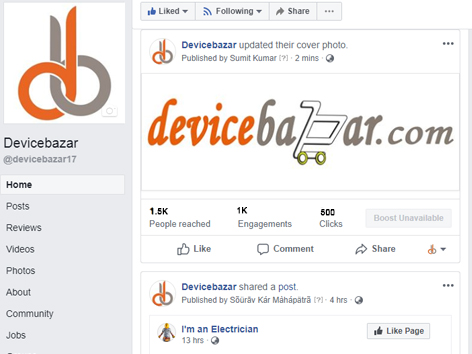 Liked
Following
Share
Devicebazar
@devicebazar17
Home
Posts
Reviews
Videos
Photos
About
Community
Jobs
Devicebazar updated their cover photo.
Published by Sumit Kumar [?] · 2 mins ·
devicebazar.com
1.5K 1K 500
People reached Engagements Clicks
Boost Unavailable
Like Comment Share
Devicebazar shared a post.
Published by Sōürāv Kár Máhápātrā [?] · 4 hrs ·
I'm an Electrician
13 hrs ·
Like Page